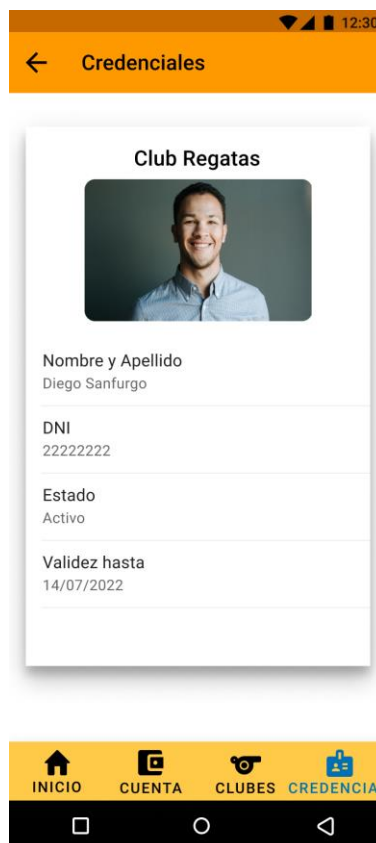 12:30
Credenciales
Club Regatas
Nombre y Apellido
Diego Sanfurgo
DNI
22222222
Estado
Activo
Validez hasta
14/07/2022
INICIO CUENTA CLUBES CREDENCIA